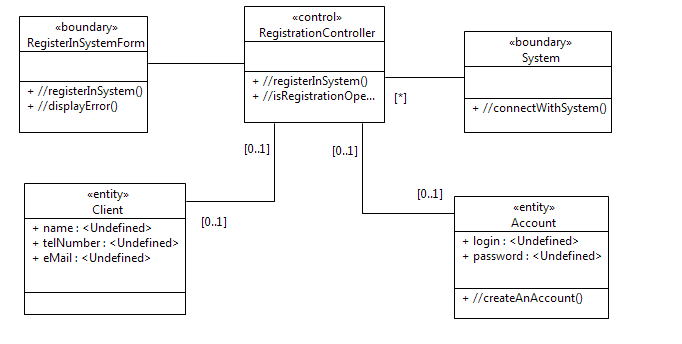 «boundary»
RegisterInSystemForm
+ //registerInSystem()
+ //displayError()
«control»
RegistrationController
+ //registerInSystem()
+ //isRegistrationOpe...
«boundary»
System
+ //connectWithSystem()
[*]
[0..1]
[0..1]
«entity»
Client
+ name : <Undefined>
+ telNumber : <Undefined>
+ eMail : <Undefined>
[0..1]
[0..1]
«entity»
Account
+ login : <Undefined>
+ password : <Undefined>
+ //createAnAccount()